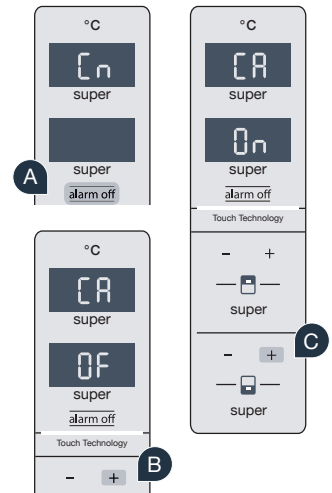 °C
Cn
super
super
A
alarm off
°C
CA
super
OF
super
alarm off
Touch Technology
- +
B
°C
CA
super
On
super
alarm off
Touch Technology
- +
super
- +
C
super